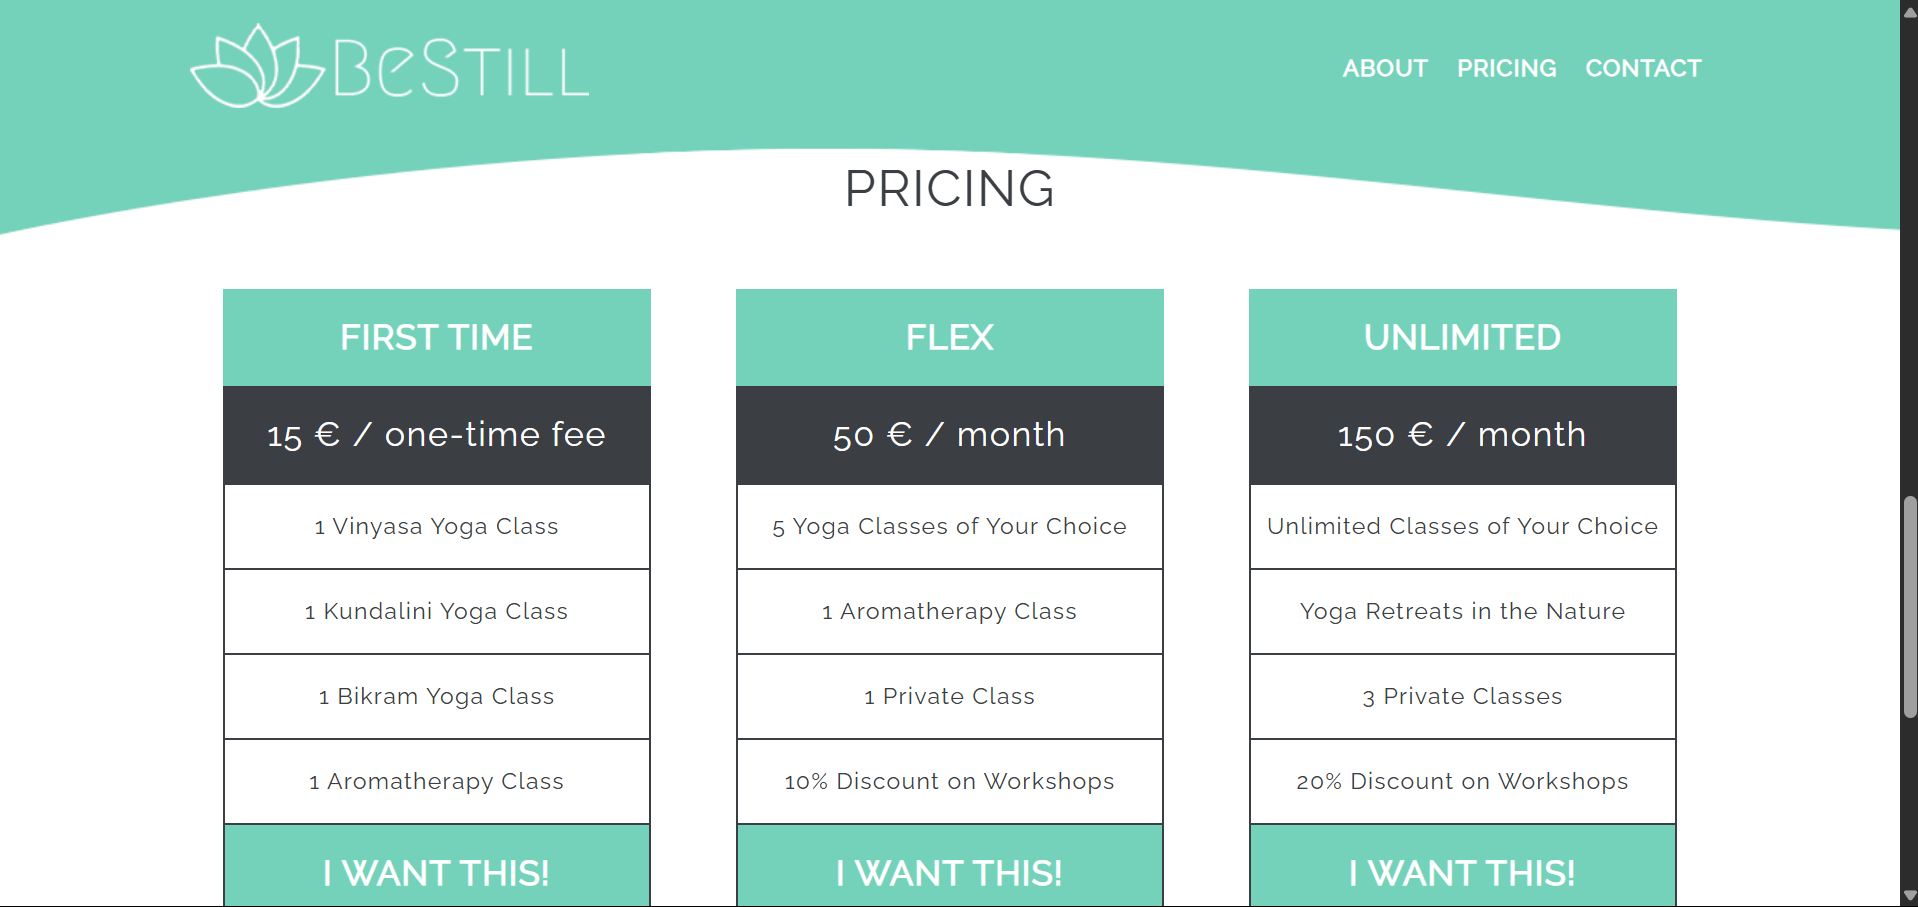 BeSTILL
ABOUT PRICING CONTACT
PRICING
FIRST TIME
15 € / one-time fee
1 Vinyasa Yoga Class
1 Kundalini Yoga Class
1 Bikram Yoga Class
1 Aromatherapy Class
I WANT THIS!
FLEX
50 € / month
5 Yoga Classes of Your Choice
1 Aromatherapy Class
1 Private Class
10% Discount on Workshops
I WANT THIS!
UNLIMITED
150 € / month
Unlimited Classes of Your Choice
Yoga Retreats in the Nature
3 Private Classes
20% Discount on Workshops
I WANT THIS!